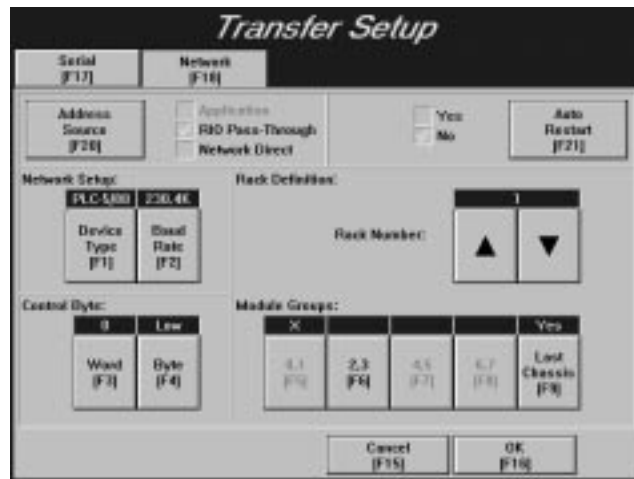 Transfer Setup
Serial
[F17]
Network
[F18]
Address
Source
[F20]
Application
RIO Pass-Through
Network Direct
Yes
No
Auto
Restart
[F21]
Network Setup:
PLC-5/80 230.4K
Device
Type
[F1]
Baud
Rate
[F2]
Rack Definition:
1
Rack Number:
Control Byte:
0 Low
Word
[F3]
Byte
[F4]
Module Groups:
X Yes
0,1
[F5]
2,3
[F6]
4,5
[F7]
6,7
[F8]
Last
Chassis
[F9]
Cancel
[F15]
OK
[F16]